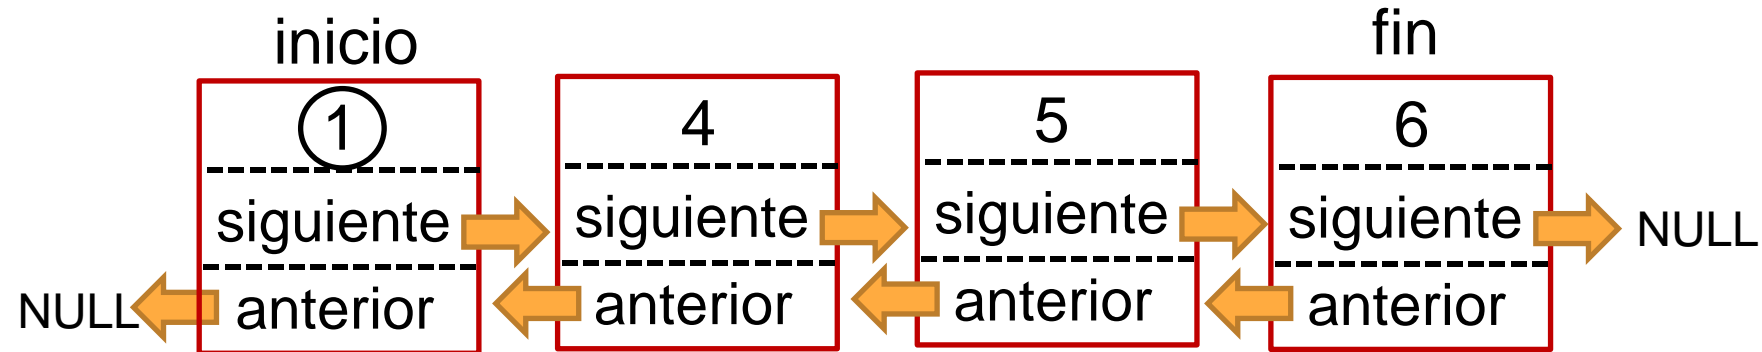 inicio
fin
1
4
5
6
siguiente
siguiente
siguiente
siguiente
NULL
NULL
anterior
anterior
anterior
anterior